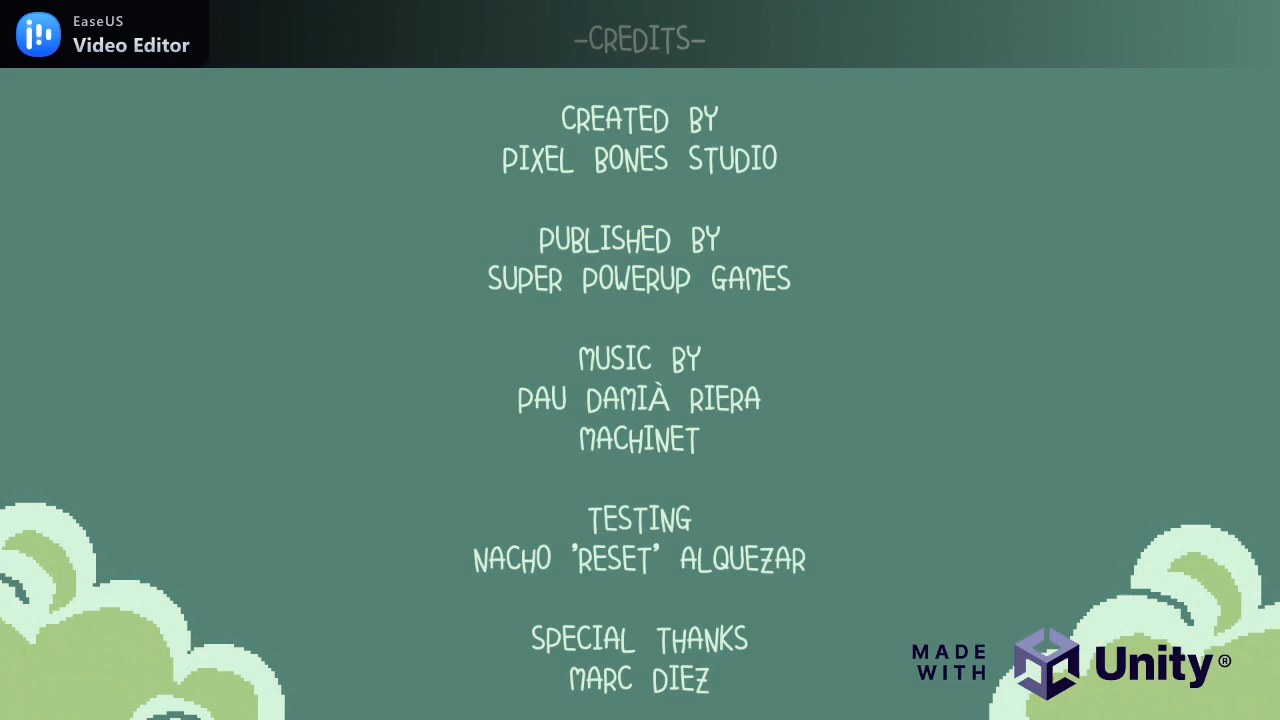 EaseUS
Video Editor
-CREDITS-
CREATED BY
PIXEL BONES STUDIO
PUBLISHED BY
SUPER POWERUP GAMES
MUSIC BY
PAU DAMIÀ RIERA
MACHINET
TESTING
NACHO 'RESET' ALQUEZAR
SPECIAL THANKS
MARC DIEZ
MADE
WITH
Unity®